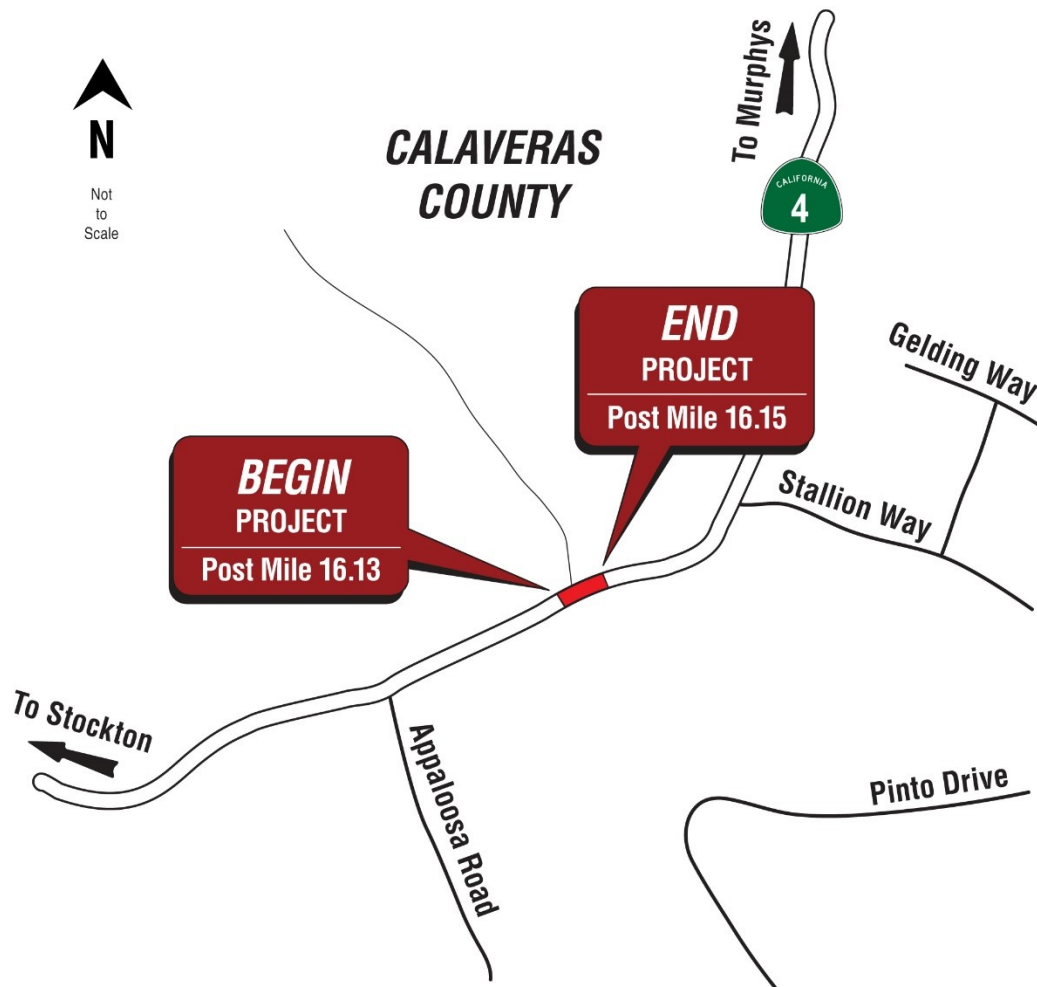 N
Not
to
Scale
CALAVERAS
COUNTY
To Murphys
CALIFORNIA
4
END
PROJECT
Post Mile 16.15
Gelding Way
BEGIN
PROJECT
Post Mile 16.13
Stallion Way
To Stockton
Appaloosa Road
Pinto Drive